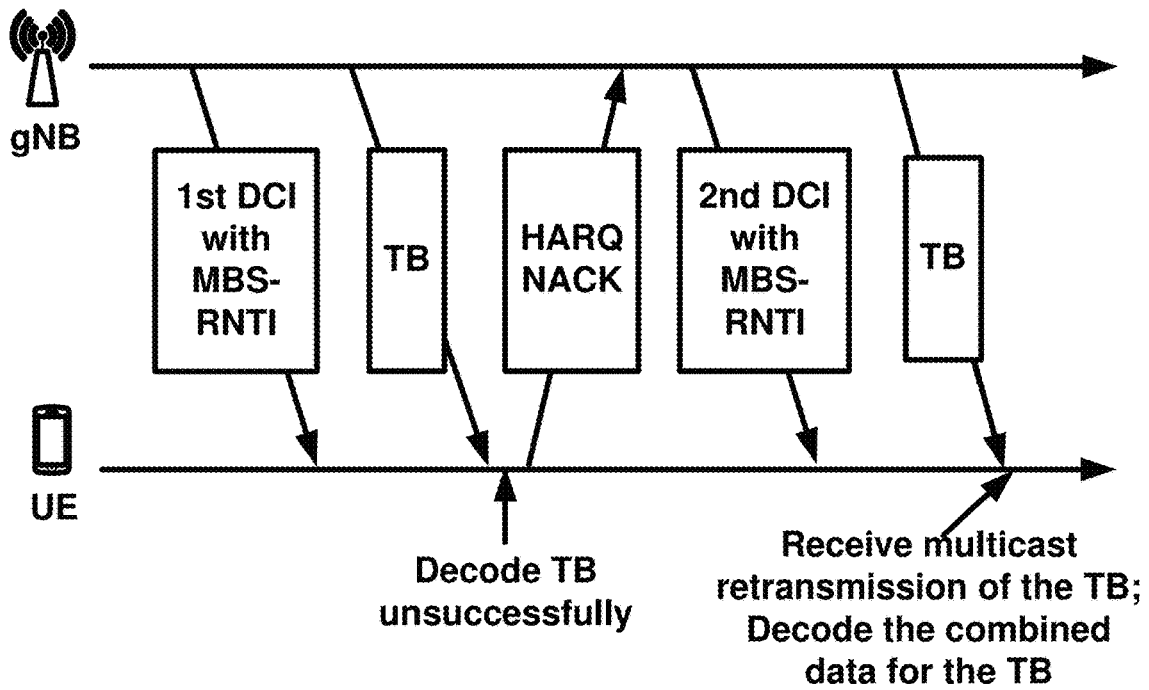 gNB
1st DCI
with
MBS-
RNTI
TB
HARQ
NACK
2nd DCI
with
MBS-
RNTI
TB
UE
Decode TB
unsuccessfully
Receive multicast
retransmission of the TB;
Decode the combined
data for the TB